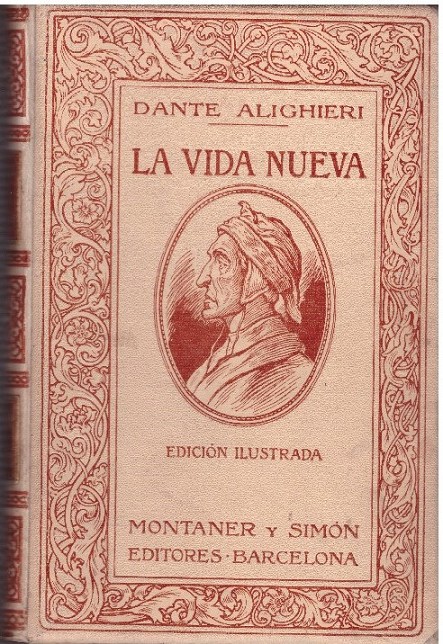 DANTE ALIGHIERI
LA VIDA NUEVA
EDICIÓN ILUSTRADA
MONTANER Y SIMÓN
EDITORES · BARCELONA